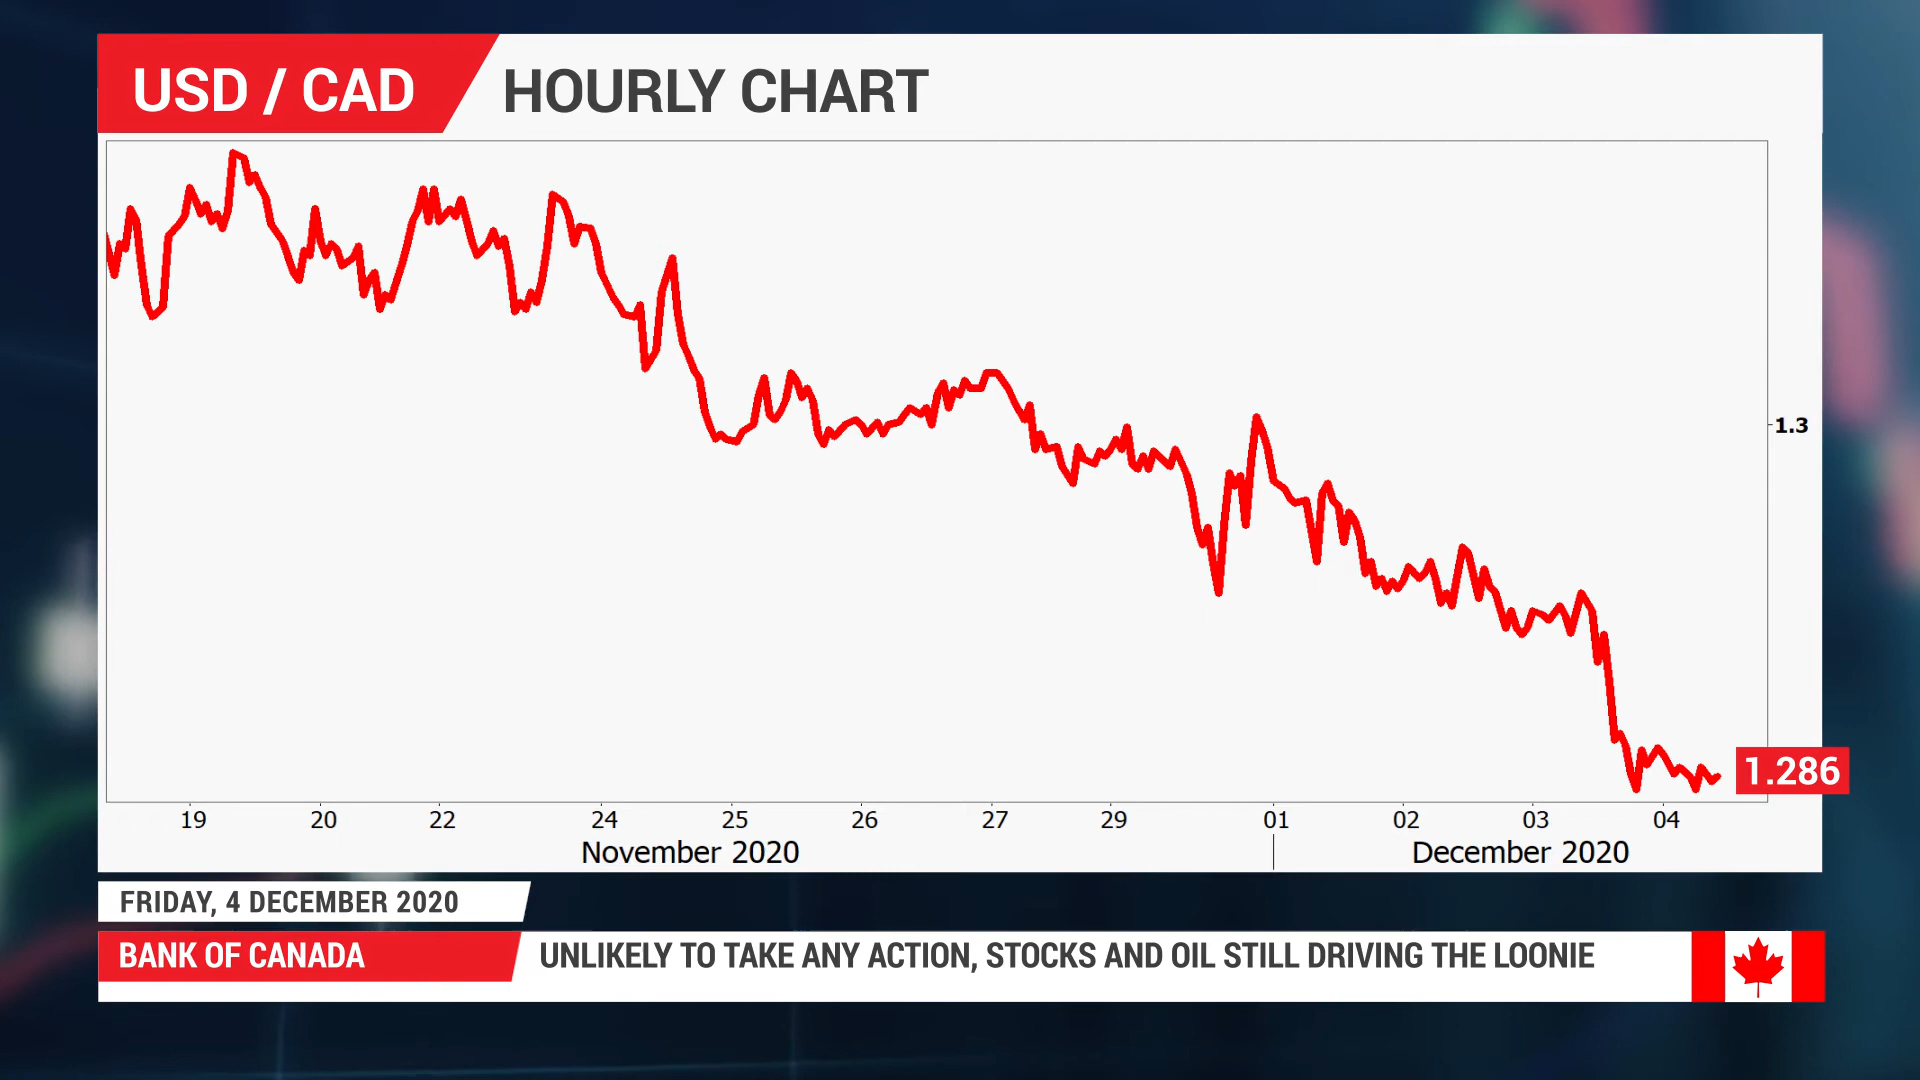 USD / CAD
HOURLY CHART
1.3
1.286
19 20 22 24 25 26 27 29 01 02 03 04
November 2020 December 2020
FRIDAY, 4 DECEMBER 2020
BANK OF CANADA
UNLIKELY TO TAKE ANY ACTION, STOCKS AND OIL STILL DRIVING THE LOONIE